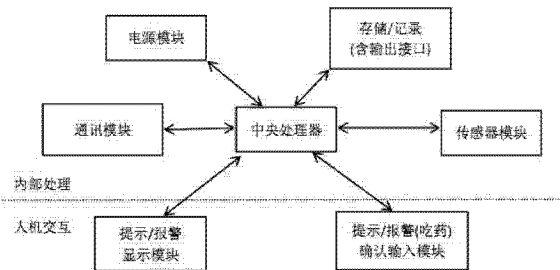 电源模块
存储/记录
(含输出接口)
通讯模块
中央处理器
传感器模块
内部处理
人机交互
提示/报警
显示模块
提示/报警(吃药)
确认输入模块